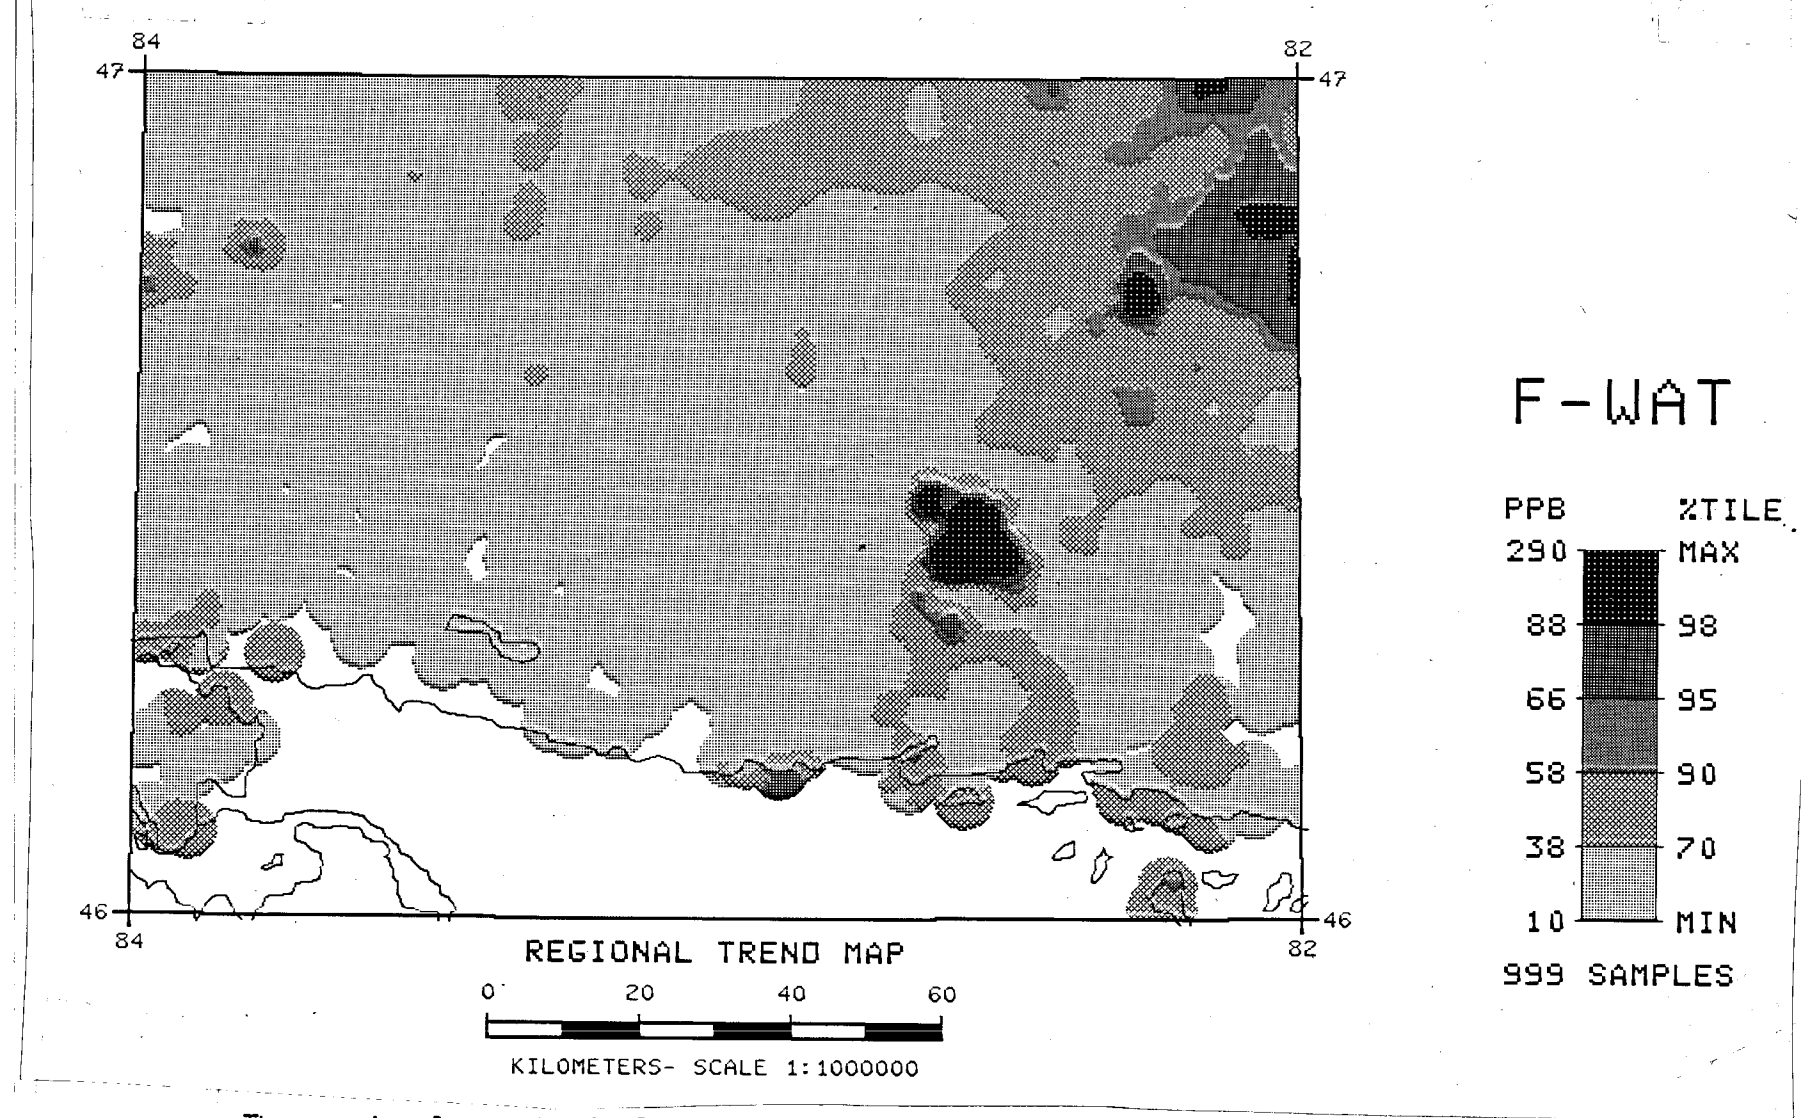 84
82
47
47
F-WAT
PPB %TILE
290 MAX
88 98
66 95
58 90
38 70
10 MIN
999 SAMPLES
46
46
84
82
REGIONAL TREND MAP
0 20 40 60
KILOMETERS- SCALE 1:1000000